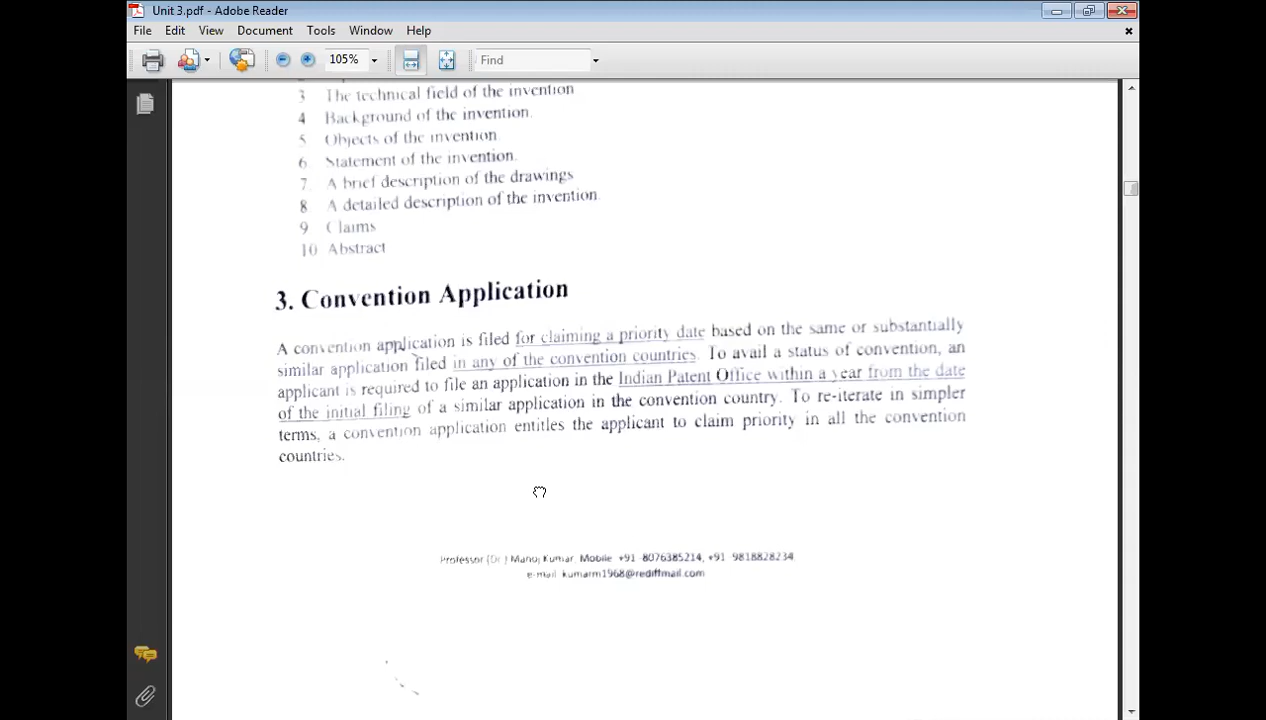 Unit 3.pdf - Adobe Reader
File Edit View Document Tools Window Help
105% Find
3 The technical field of the invention
4 Background of the invention.
5 Objects of the invention.
6 Statement of the invention.
7. A brief description of the drawings
8 A detailed description of the invention.
9 Claims
10 Abstract
3. Convention Application
A convention application is filed for claiming a priority date based on the same or substantially
similar application filed in any of the convention countries. To avail a status of convention, an
applicant is required to file an application in the Indian Patent Office within a year from the date
of the initial filing of a similar application in the convention country. To re-iterate in simpler
terms, a convention application entitles the applicant to claim priority in all the convention
countries.
Professor (Dr.) Manoj Kumar. Mobile +91 -8076385214, +91 9818828234
e-mail kumarm1968@rediffmail.com